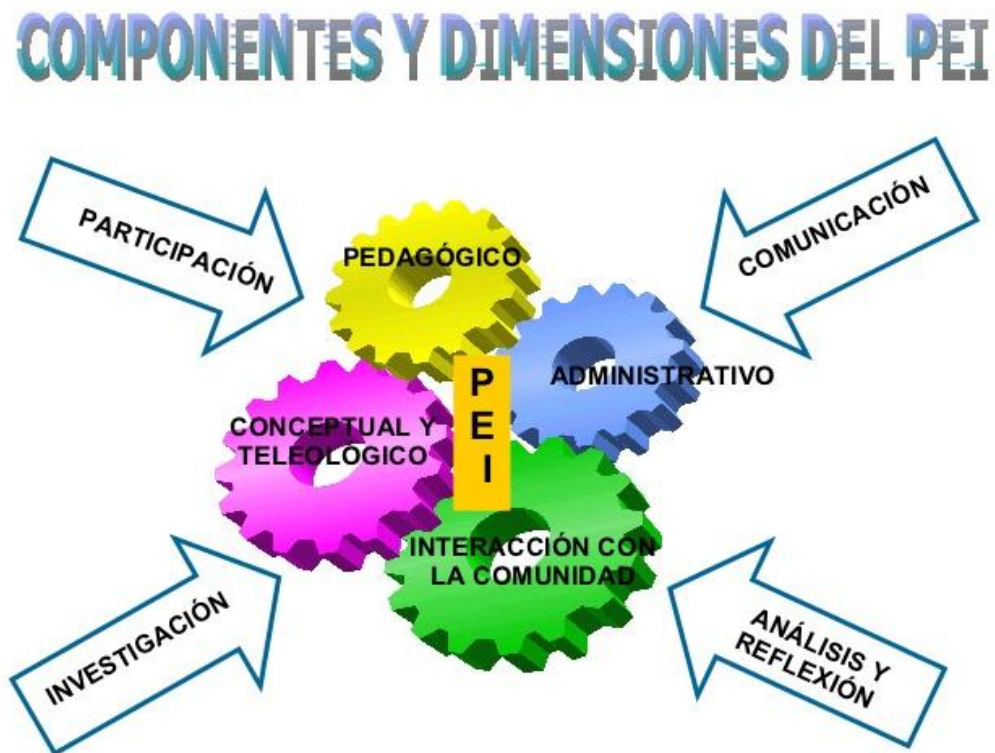 COMPONENTES Y DIMENSIONES DEL PEI
PARTICIPACIÓN
COMUNICACIÓN
PEDAGÓGICO
ADMINISTRATIVO
P
E
I
CONCEPTUAL Y
TELEOLÓGICO
INTERACCIÓN CON
LA COMUNIDAD
INVESTIGACIÓN
ANÁLISIS Y
REFLEXIÓN